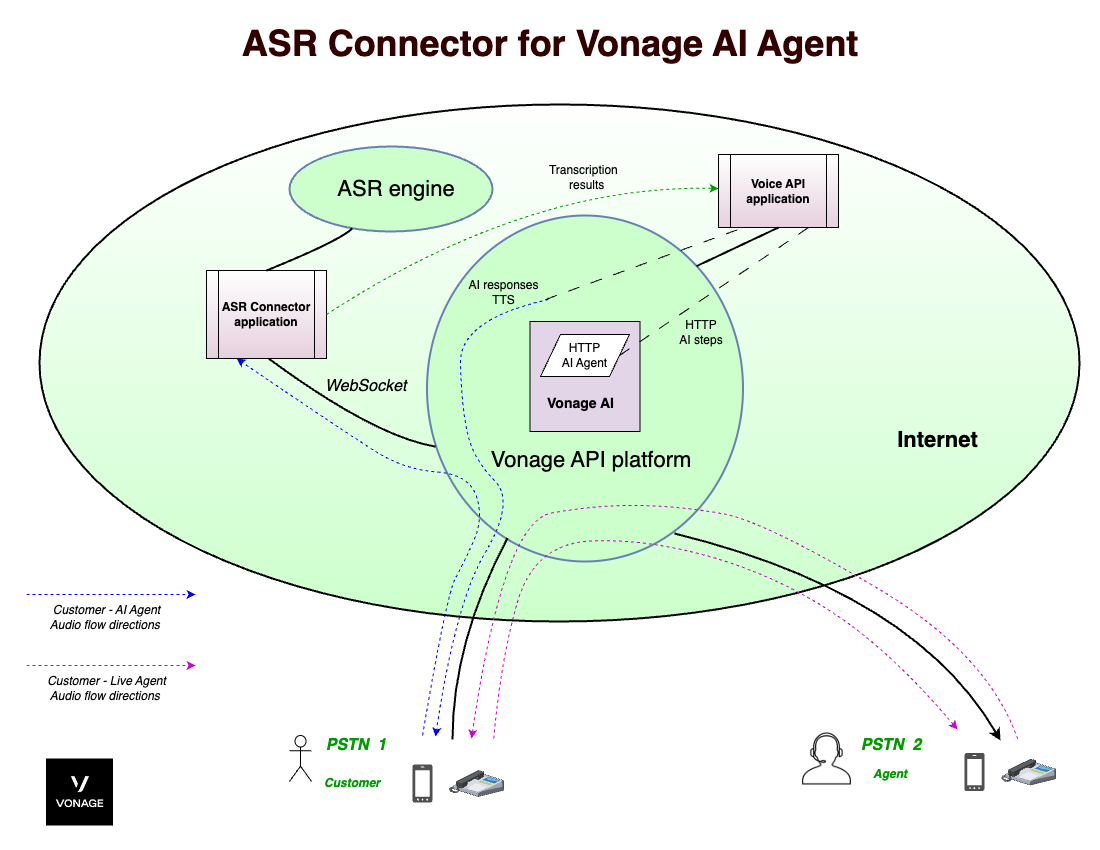 ASR Connector for Vonage AI Agent
ASR engine
Transcription
results
Voice API
application
ASR Connector
application
AI responses
TTS
HTTP
AI steps
HTTP
AI Agent
Vonage AI
WebSocket
Vonage API platform
Internet
Customer - AI Agent
Audio flow directions
Customer - Live Agent
Audio flow directions
PSTN 1
Customer
PSTN 2
Agent
VONAGE